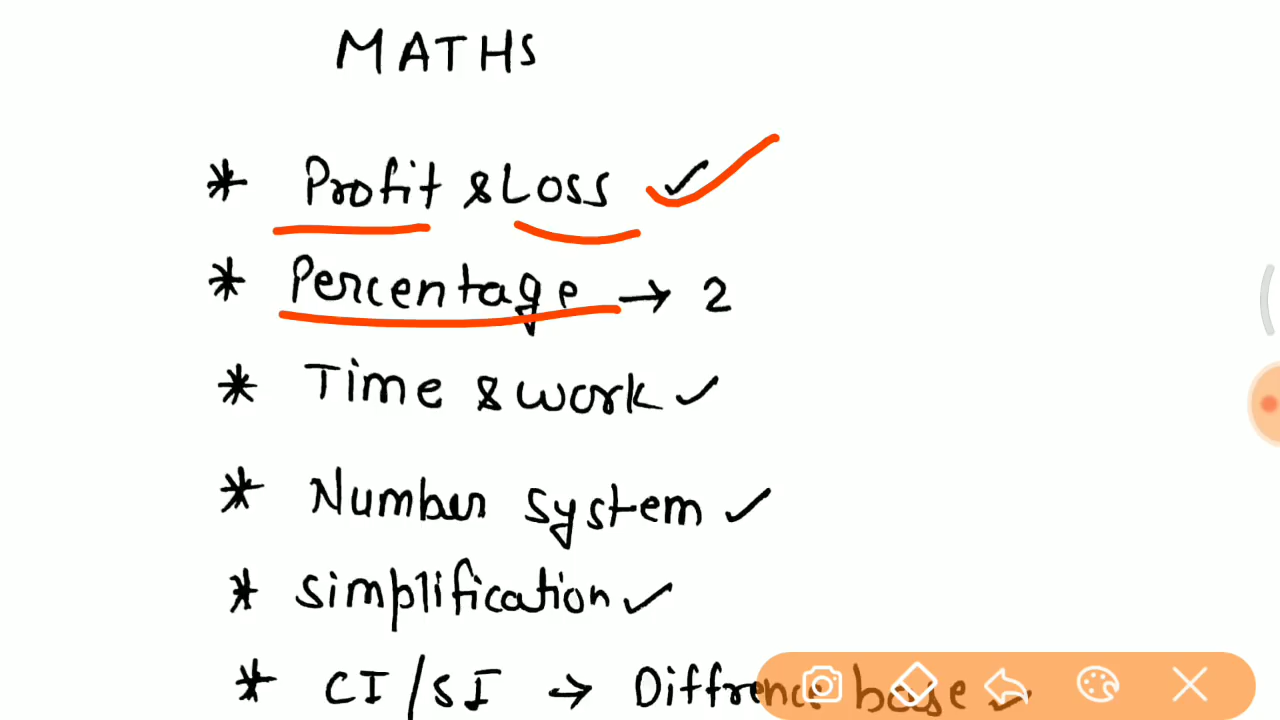 MATHS
* Profit & Loss ✓
* Percentage → 2
* Time & work ✓
* Number system ✓
* simplification ✓
* CI/SI → Diffrence base ✓